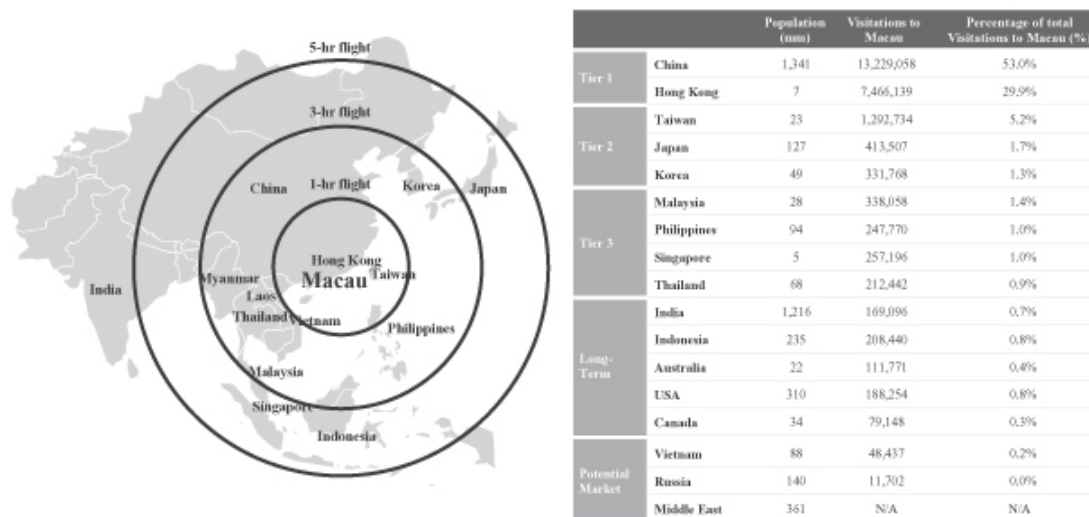 5-hr flight
3-hr flight
1-hr flight
China
Korea
Japan
Hong Kong
Macau
Taiwan
Myanmar
India
Laos
Thailand
Vietnam
Philippines
Malaysia
Singapore
Indonesia
Population (mm) Visitations to Macau Percentage of total Visitations to Macau (%)
Tier 1
China 1,341 13,229,058 53.0%
Hong Kong 7 7,466,139 29.9%
Tier 2
Taiwan 23 1,292,734 5.2%
Japan 127 413,507 1.7%
Korea 49 331,768 1.3%
Tier 3
Malaysia 28 338,058 1.4%
Philippines 94 247,770 1.0%
Singapore 5 257,196 1.0%
Thailand 68 212,442 0.9%
Long-Term
India 1,216 169,096 0.7%
Indonesia 235 208,440 0.8%
Australia 22 111,771 0.4%
USA 310 188,254 0.8%
Canada 34 79,148 0.3%
Potential Market
Vietnam 88 48,437 0.2%
Russia 140 11,702 0.0%
Middle East 361 N/A N/A